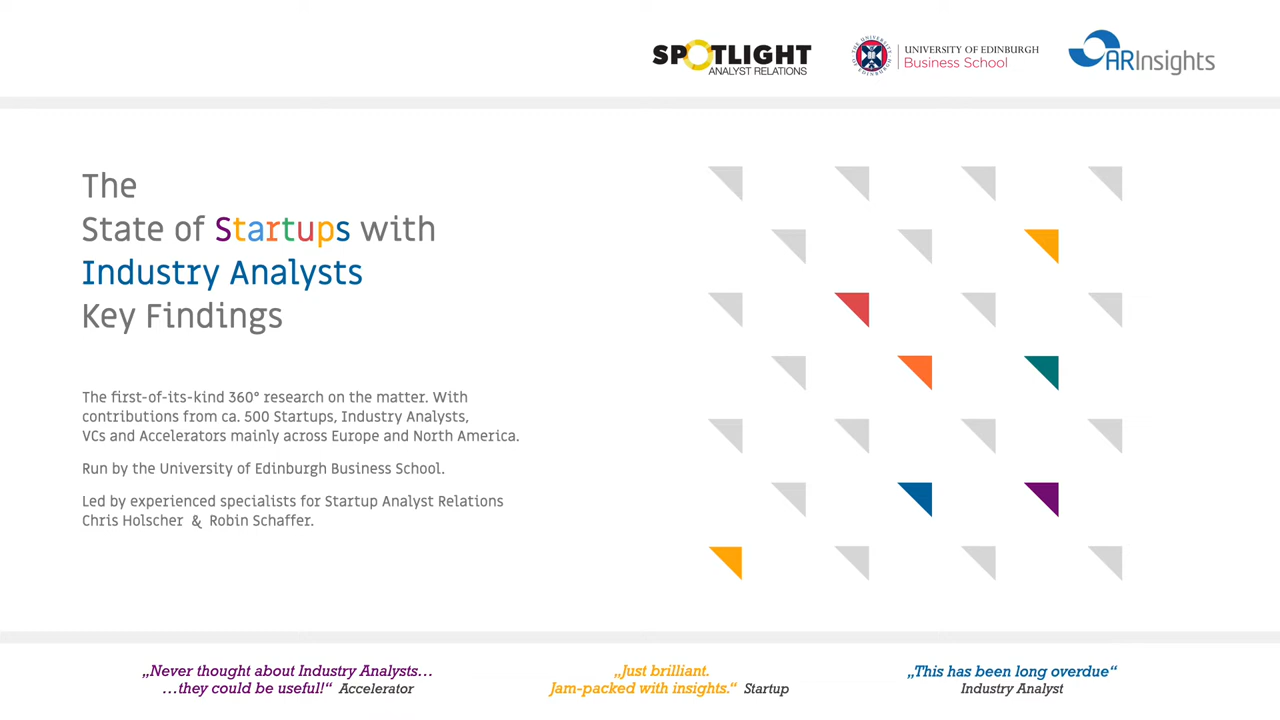 SPOTLIGHT
ANALYST RELATIONS
THE UNIVERSITY OF EDINBURGH
UNIVERSITY OF EDINBURGH
Business School
ARInsights
The
State of Startups with
Industry Analysts
Key Findings
The first-of-its-kind 360° research on the matter. With
contributions from ca. 500 Startups, Industry Analysts,
VCs and Accelerators mainly across Europe and North America.
Run by the University of Edinburgh Business School.
Led by experienced specialists for Startup Analyst Relations
Chris Holscher & Robin Schaffer.
„Never thought about Industry Analysts…
…they could be useful!“ Accelerator
„Just brilliant.
Jam-packed with insights.“ Startup
„This has been long overdue“
Industry Analyst